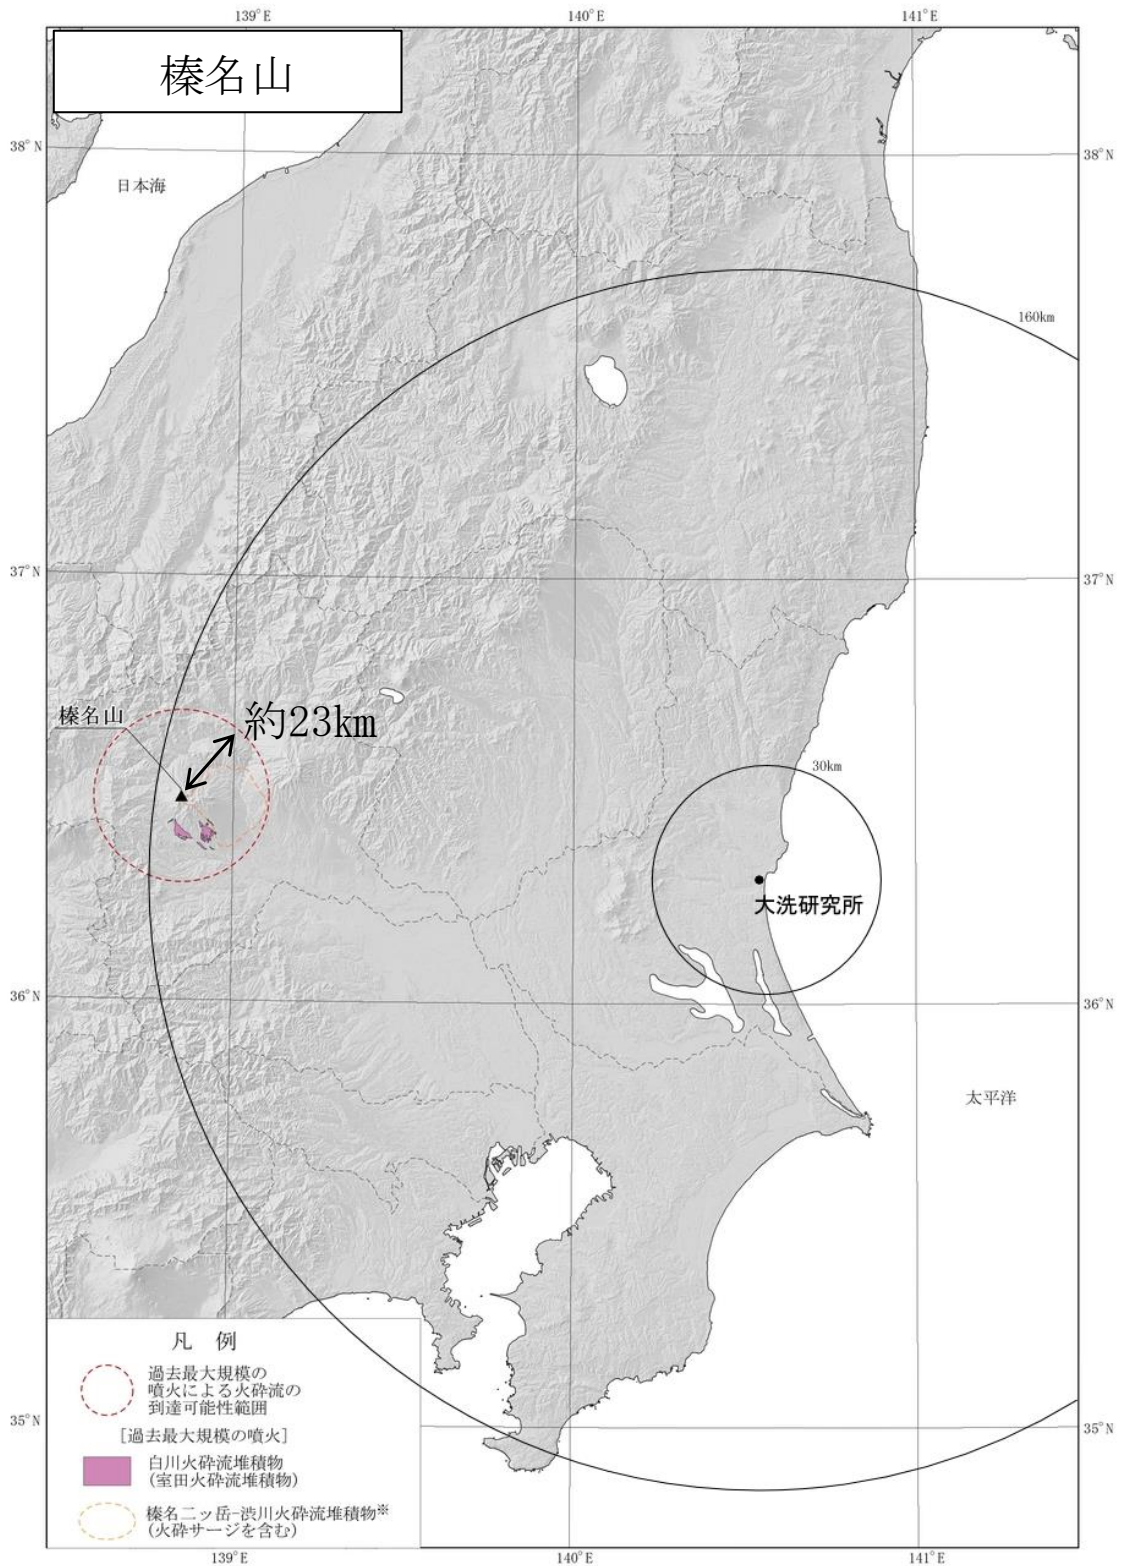 139°E
140°E
141°E
榛名山
38°N
38°N
日本海
160km
37°N
37°N
榛名山
約23km
30km
大洗研究所
36°N
36°N
太平洋
凡 例
過去最大規模の
噴火による火砕流の
到達可能性範囲
[過去最大規模の噴火]
白川火砕流堆積物
(室田火砕流堆積物)
榛名二ッ岳-渋川火砕流堆積物※
(火砕サージを含む)
35°N
35°N
139°E
140°E
141°E